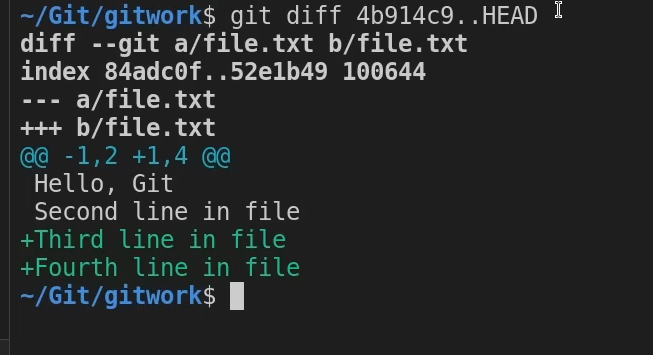 ~/Git/gitwork$ git diff 4b914c9..HEAD
diff --git a/file.txt b/file.txt
index 84adc0f..52e1b49 100644
--- a/file.txt
+++ b/file.txt
@@ -1,2 +1,4 @@
 Hello, Git
 Second line in file
+Third line in file
+Fourth line in file
~/Git/gitwork$